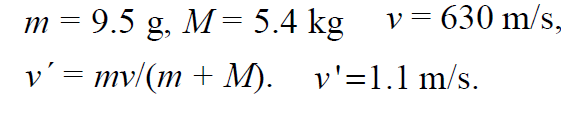 m = 9.5 g, M = 5.4 kg v = 630 m/s,
v´ = mv/(m + M). v'=1.1 m/s.